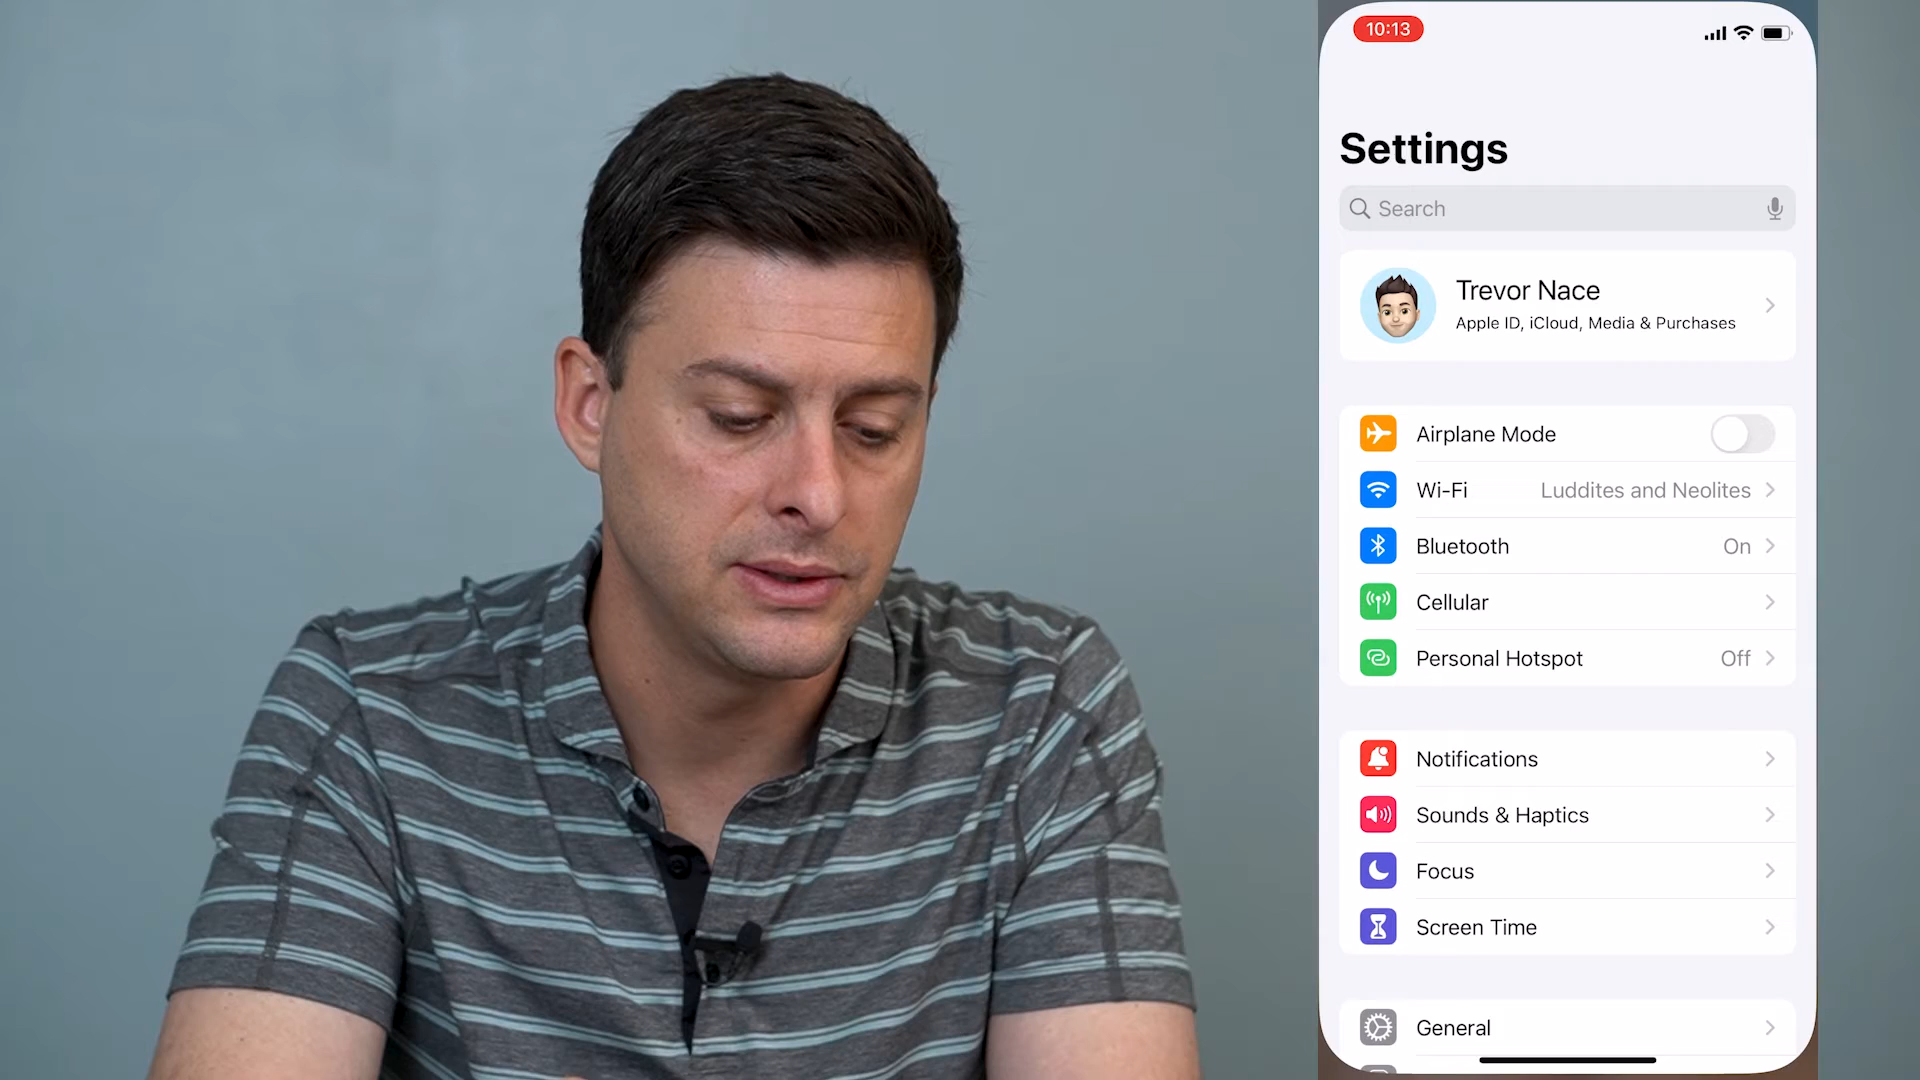 10:13
Settings
Search
Trevor Nace
Apple ID, iCloud, Media & Purchases
Airplane Mode
Wi-Fi Luddites and Neolites
Bluetooth On
Cellular
Personal Hotspot Off
Notifications
Sounds & Haptics
Focus
Screen Time
General